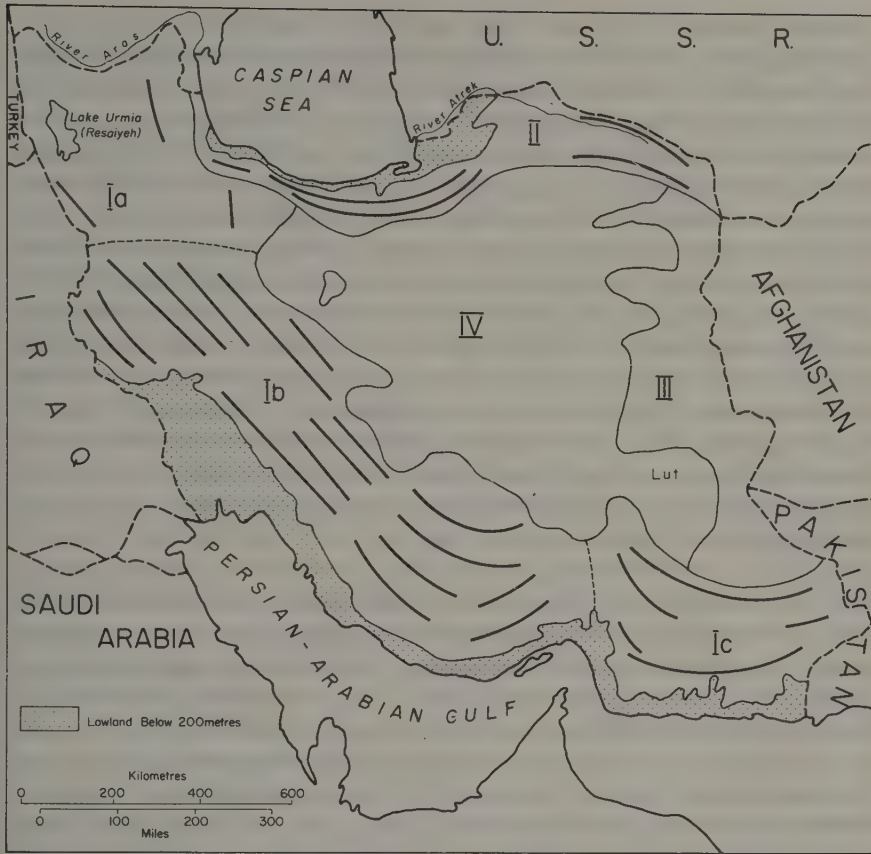 U. S. S. R.
River Aras
CASPIAN
SEA
River Atrek
TURKEY
Lake Urmia
(Resaiyeh)
II
Ia
IRAQ
IV
AFGHANISTAN
Ib
III
Lut
PAKISTAN
PERSIAN-
ARABIAN GULF
SAUDI
ARABIA
Ic
Lowland Below 200metres
Kilometres
0 200 400 600
0 100 200 300
Miles